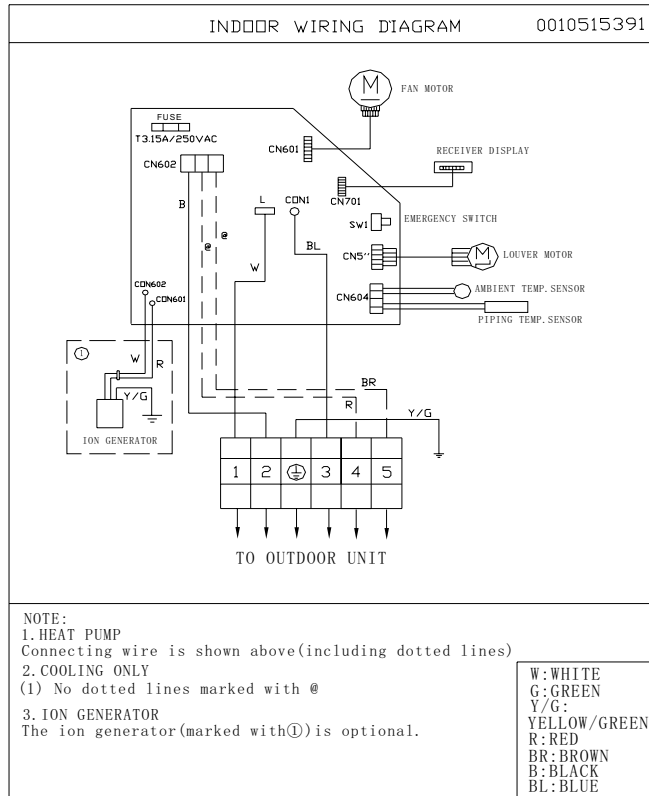 INDOOR WIRING DIAGRAM 0010515391
M
FAN MOTOR
FUSE
T3.15A/250VAC
CN601
RECEIVER DISPLAY
CN602
CN701
L
CON1
B
SW1
EMERGENCY SWITCH
@
@
BL
CN5''
M
LOUVER MOTOR
W
AMBIENT TEMP.SENSOR
CON602
CN604
CON601
PIPING TEMP.SENSOR
①
W
R
BR
Y/G
R
Y/G
ION GENERATOR
1 2 3 4 5
TO OUTDOOR UNIT
NOTE:
1.HEAT PUMP
Connecting wire is shown above(including dotted lines)
2.COOLING ONLY
(1) No dotted lines marked with @
3.ION GENERATOR
The ion generator(marked with①)is optional.
W:WHITE
G:GREEN
Y/G:
YELLOW/GREEN
R:RED
BR:BROWN
B:BLACK
BL:BLUE